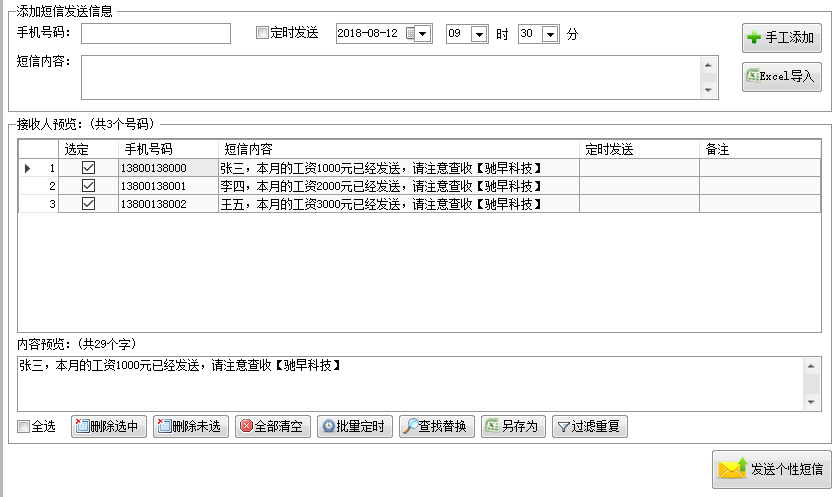 添加短信发送信息
手机号码： 定时发送 2018-08-12 09 时 30 分 手工添加
短信内容： Excel导入
接收人预览：（共3个号码）
选定 手机号码 短信内容 定时发送 备注
1 13800138000 张三，本月的工资1000元已经发送，请注意查收【驰早科技】
2 13800138001 李四，本月的工资2000元已经发送，请注意查收【驰早科技】
3 13800138002 王五，本月的工资3000元已经发送，请注意查收【驰早科技】
内容预览：（共29个字）
张三，本月的工资1000元已经发送，请注意查收【驰早科技】
全选 删除选中 删除未选 全部清空 批量定时 查找替换 另存为 过滤重复
发送个性短信